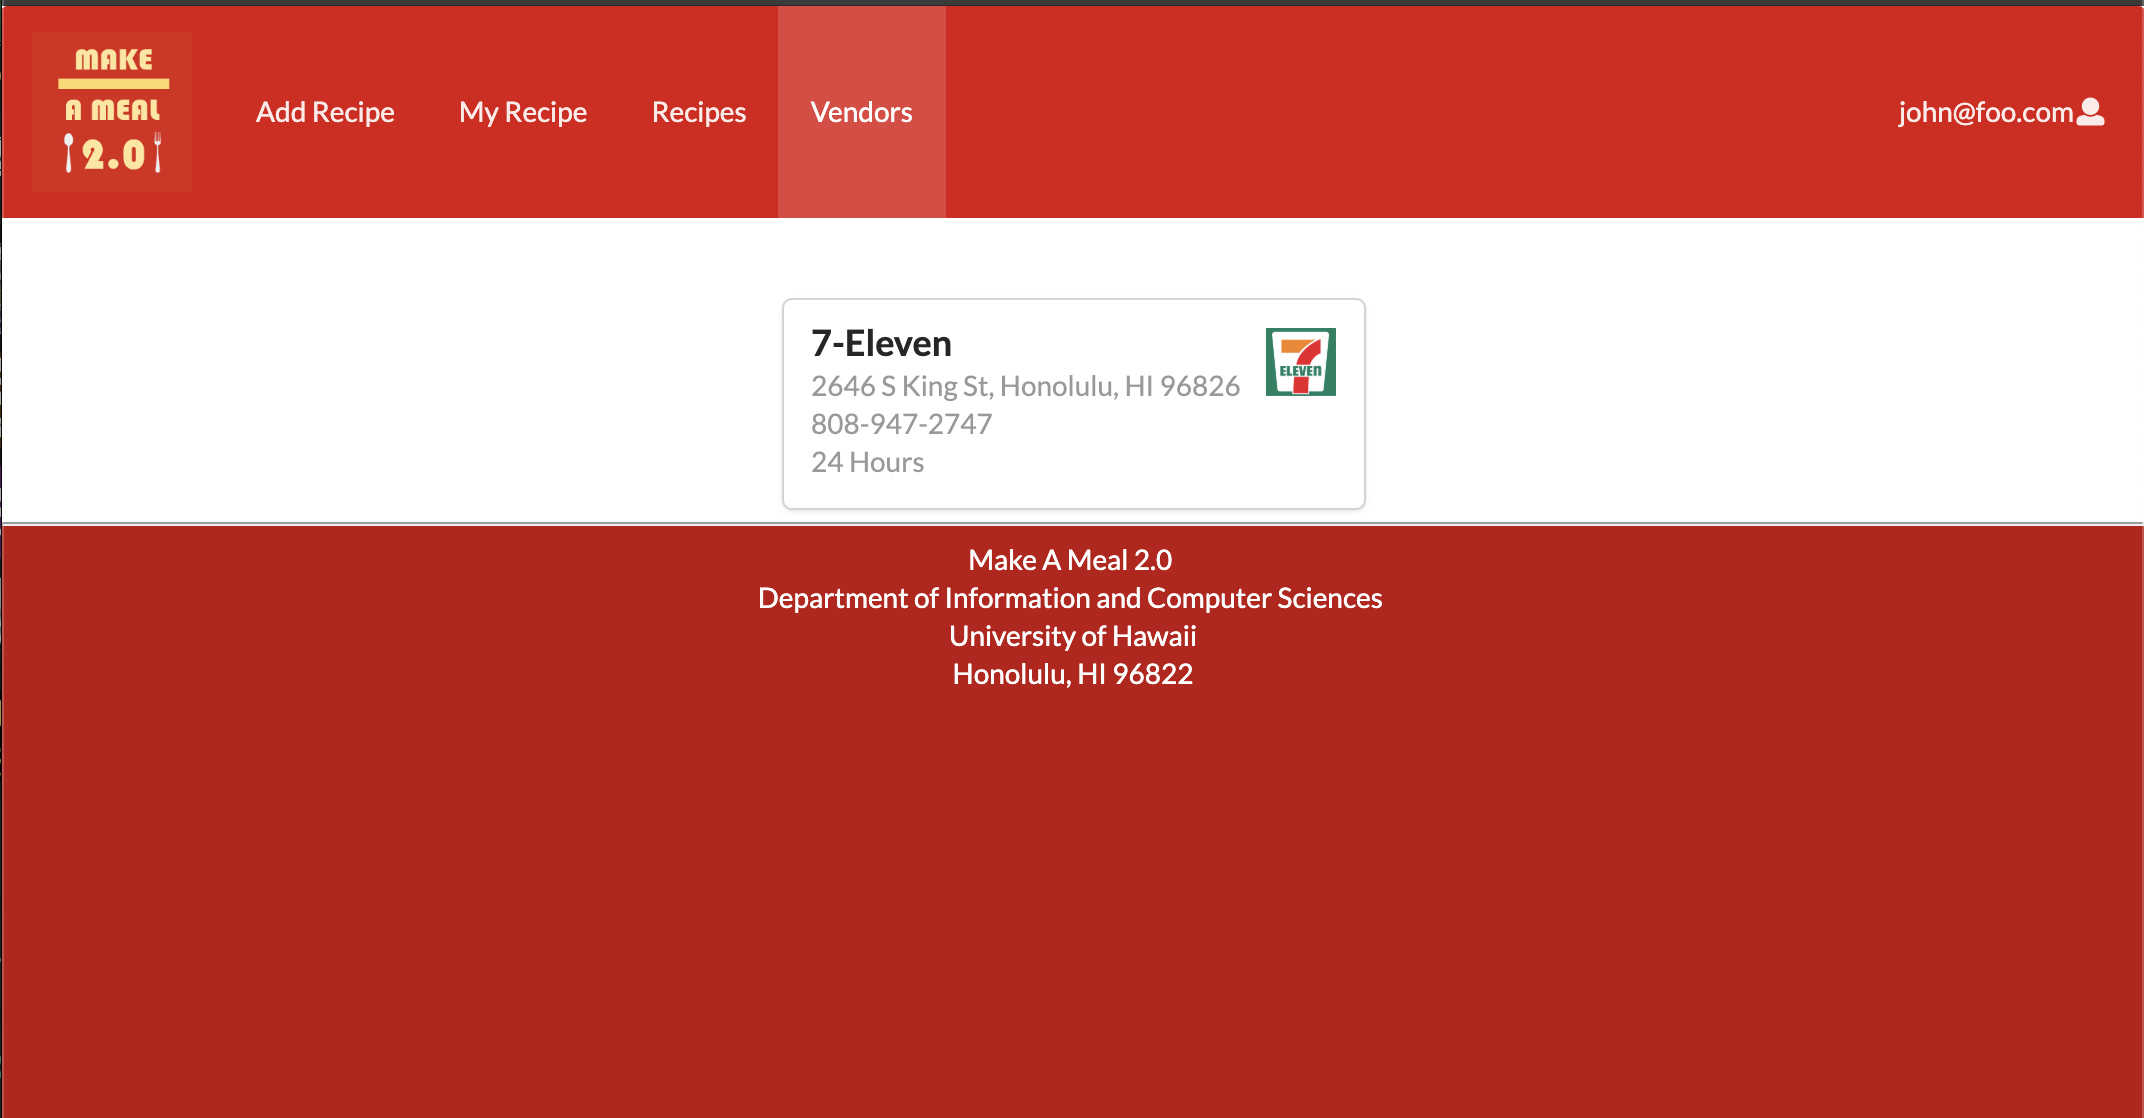 MAKE
A MEAL
2.0
Add Recipe
My Recipe
Recipes
Vendors
john@foo.com
7-Eleven
2646 S King St, Honolulu, HI 96826
808-947-2747
24 Hours
7
ELEVEN
Make A Meal 2.0
Department of Information and Computer Sciences
University of Hawaii
Honolulu, HI 96822